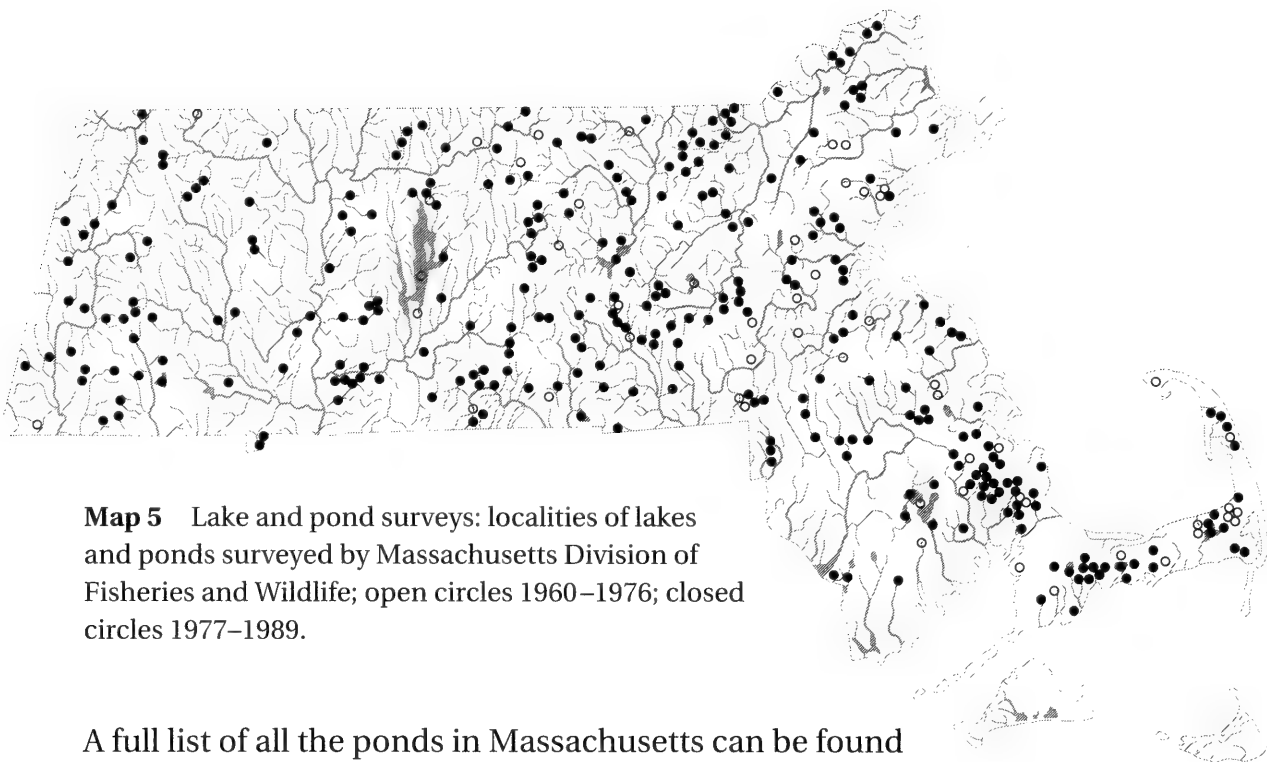 Map 5 Lake and pond surveys: localities of lakes
and ponds surveyed by Massachusetts Division of
Fisheries and Wildlife; open circles 1960–1976; closed
circles 1977–1989.
A full list of all the ponds in Massachusetts can be found